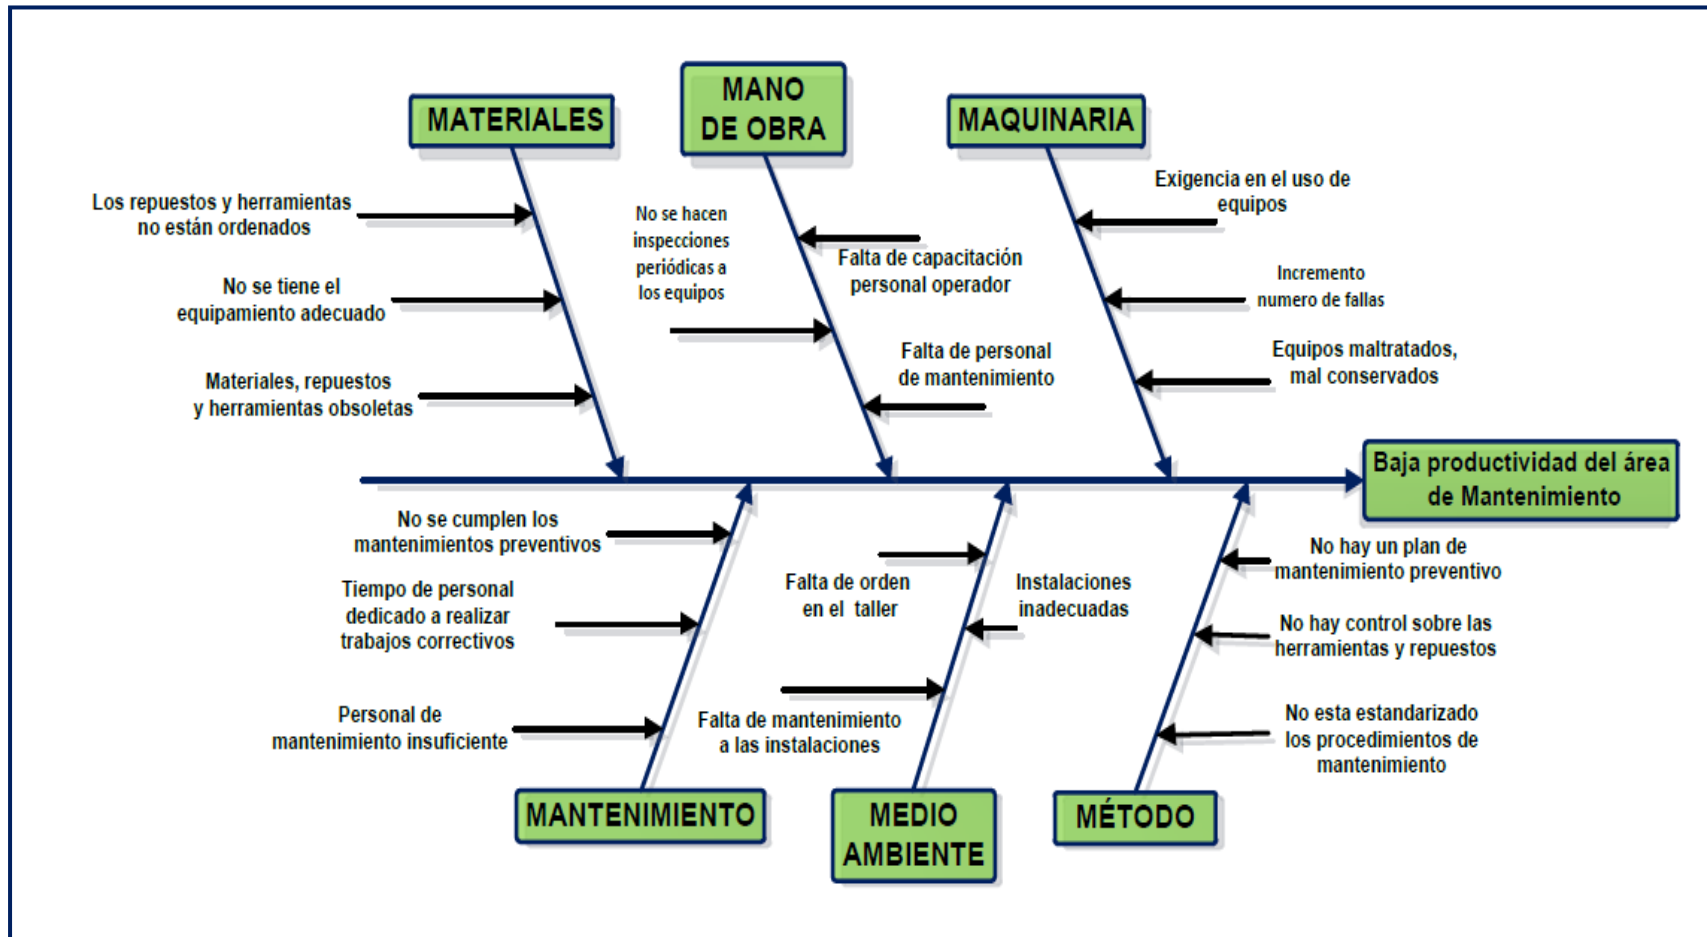 MATERIALES
MANO
DE OBRA
MAQUINARIA
Los repuestos y herramientas
no están ordenados
No se tiene el
equipamiento adecuado
Materiales, repuestos
y herramientas obsoletas
No se hacen
inspecciones
periódicas a
los equipos
Falta de capacitación
personal operador
Falta de personal
de mantenimiento
Exigencia en el uso de
equipos
Incremento
numero de fallas
Equipos maltratados,
mal conservados
Baja productividad del área
de Mantenimiento
No se cumplen los
mantenimientos preventivos
Tiempo de personal
dedicado a realizar
trabajos correctivos
Personal de
mantenimiento insuficiente
Falta de orden
en el taller
Instalaciones
inadecuadas
Falta de mantenimiento
a las instalaciones
No hay un plan de
mantenimiento preventivo
No hay control sobre las
herramientas y repuestos
No esta estandarizado
los procedimientos de
mantenimiento
MANTENIMIENTO
MEDIO
AMBIENTE
MÉTODO